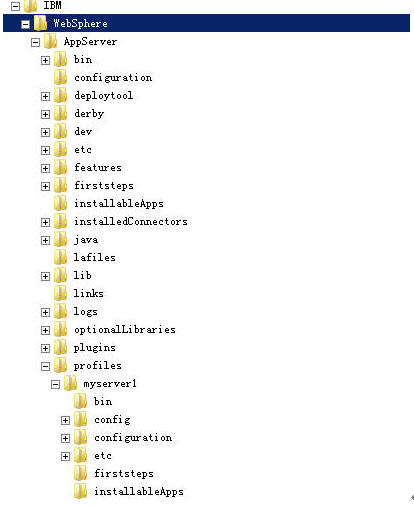 IBM
WebSphere
AppServer
bin
configuration
deploytool
derby
dev
etc
features
firststeps
installableApps
installedConnectors
java
lafiles
lib
links
logs
optionalLibraries
plugins
profiles
myserver1
bin
config
configuration
etc
firststeps
installableApps